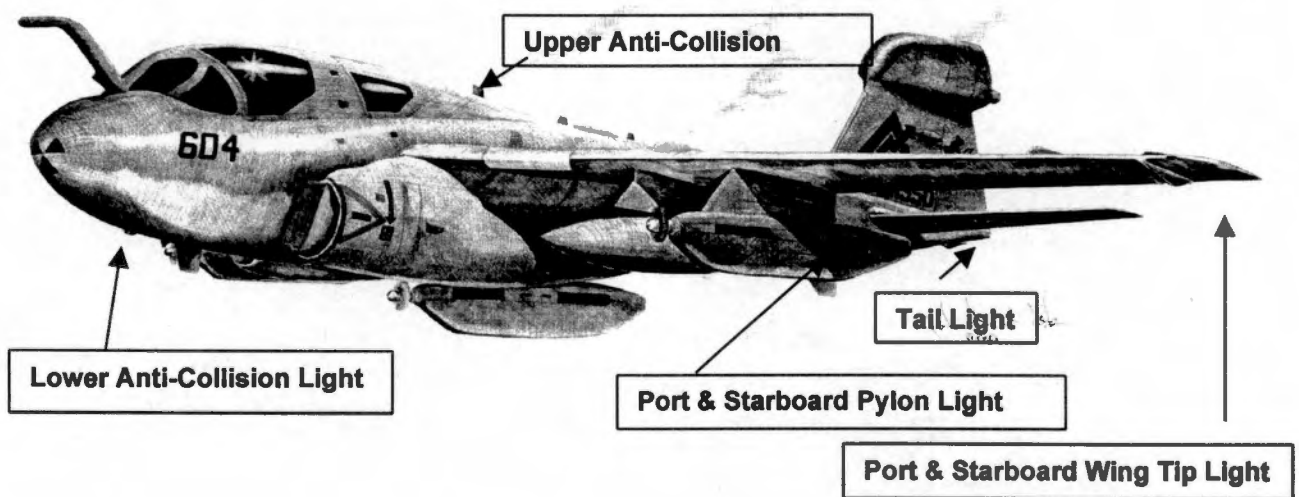 Upper Anti-Collision
604
Tail Light
Lower Anti-Collision Light
Port & Starboard Pylon Light
Port & Starboard Wing Tip Light